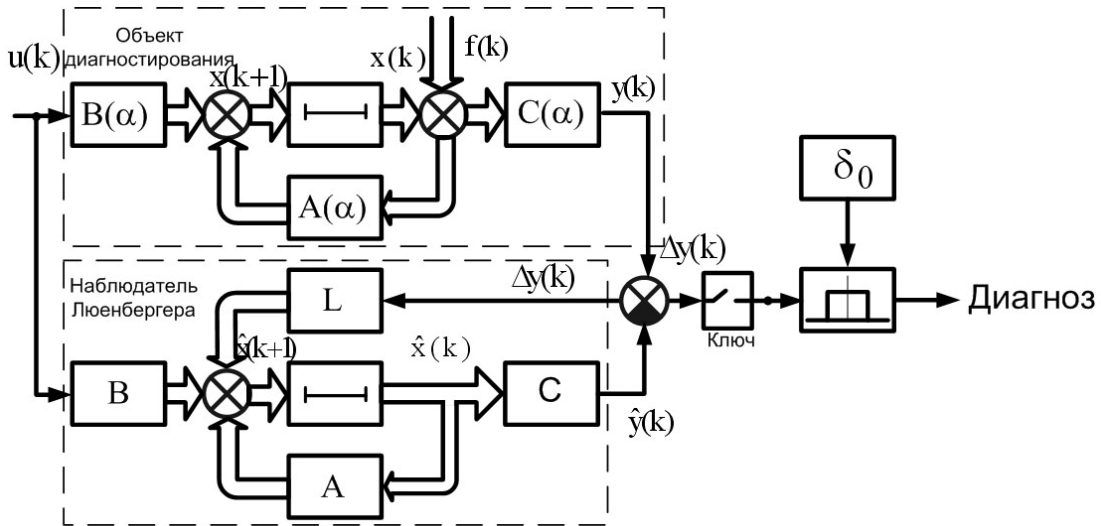 Объект
диагностирования
u(k)
B(α)
x(k+1)
x(k)
f(k)
C(α)
y(k)
A(α)
δ₀
Наблюдатель
Люенбергера
L
Δy(k)
Δy(k)
Ключ
Диагноз
B
x̂(k+1)
x̂(k)
C
ŷ(k)
A